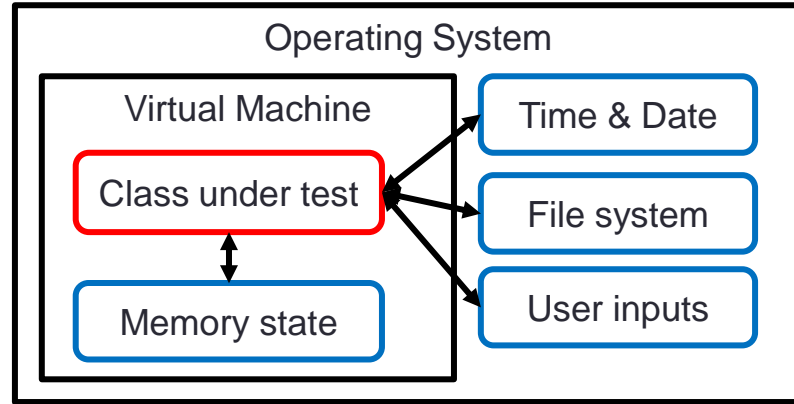 Operating System
Virtual Machine
Time & Date
Class under test
File system
User inputs
Memory state